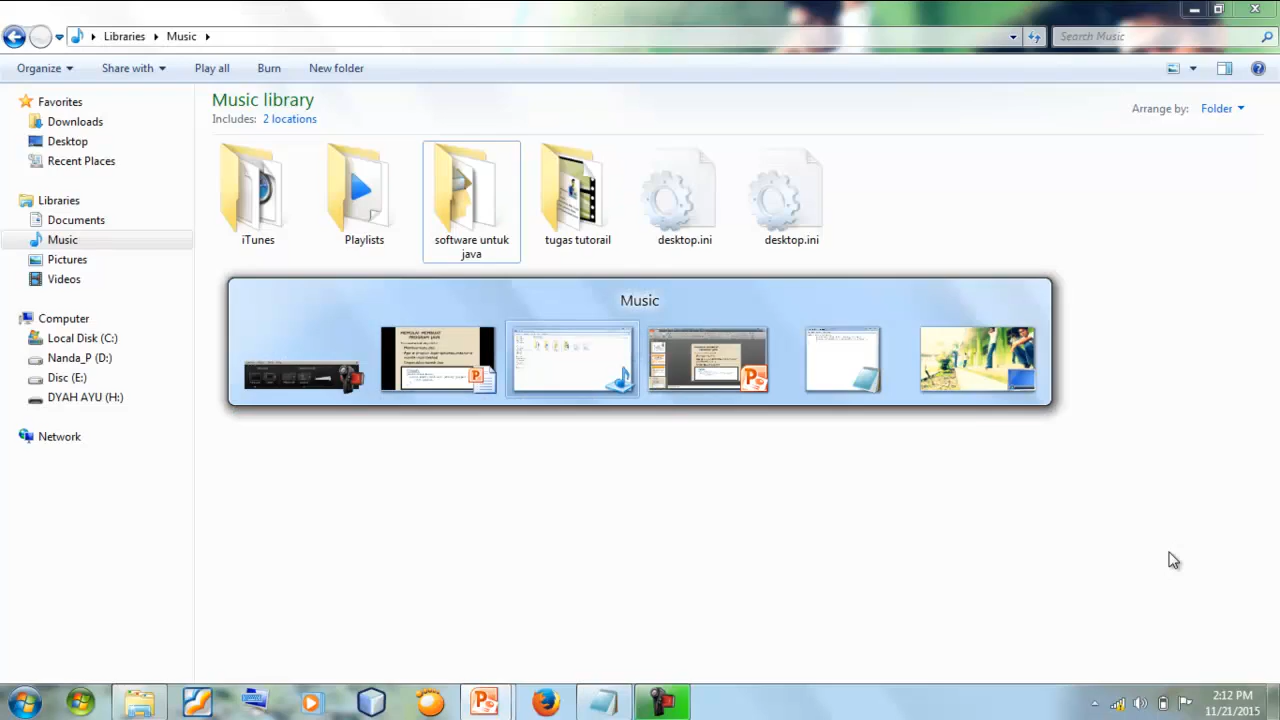 Libraries
Music
Search Music
Organize
Share with
Play all
Burn
New folder
Favorites
Downloads
Desktop
Recent Places
Libraries
Documents
Music
Pictures
Videos
Computer
Local Disk (C:)
Nanda_P (D:)
Disc (E:)
DYAH AYU (H:)
Network
Music library
Includes: 2 locations
Arrange by: Folder
iTunes
Playlists
software untuk
java
tugas tutorail
desktop.ini
desktop.ini
Music
2:12 PM
11/21/2015